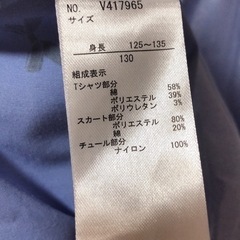 NO. V417965
サイズ
身長 125～135
130
組成表示
Tシャツ部分 58%
綿 39%
ポリエステル 3%
ポリウレタン
スカート部分 80%
綿 20%
ポリエステル
チュール部分 100%
ナイロン